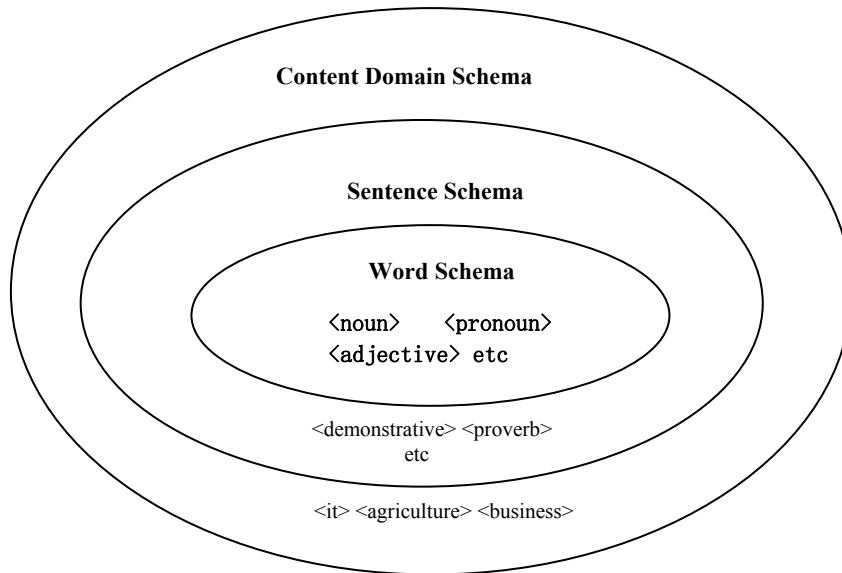 Content Domain Schema
Sentence Schema
Word Schema
<noun> <pronoun>
<adjective> etc
<demonstrative> <proverb>
etc
<it> <agriculture> <business>